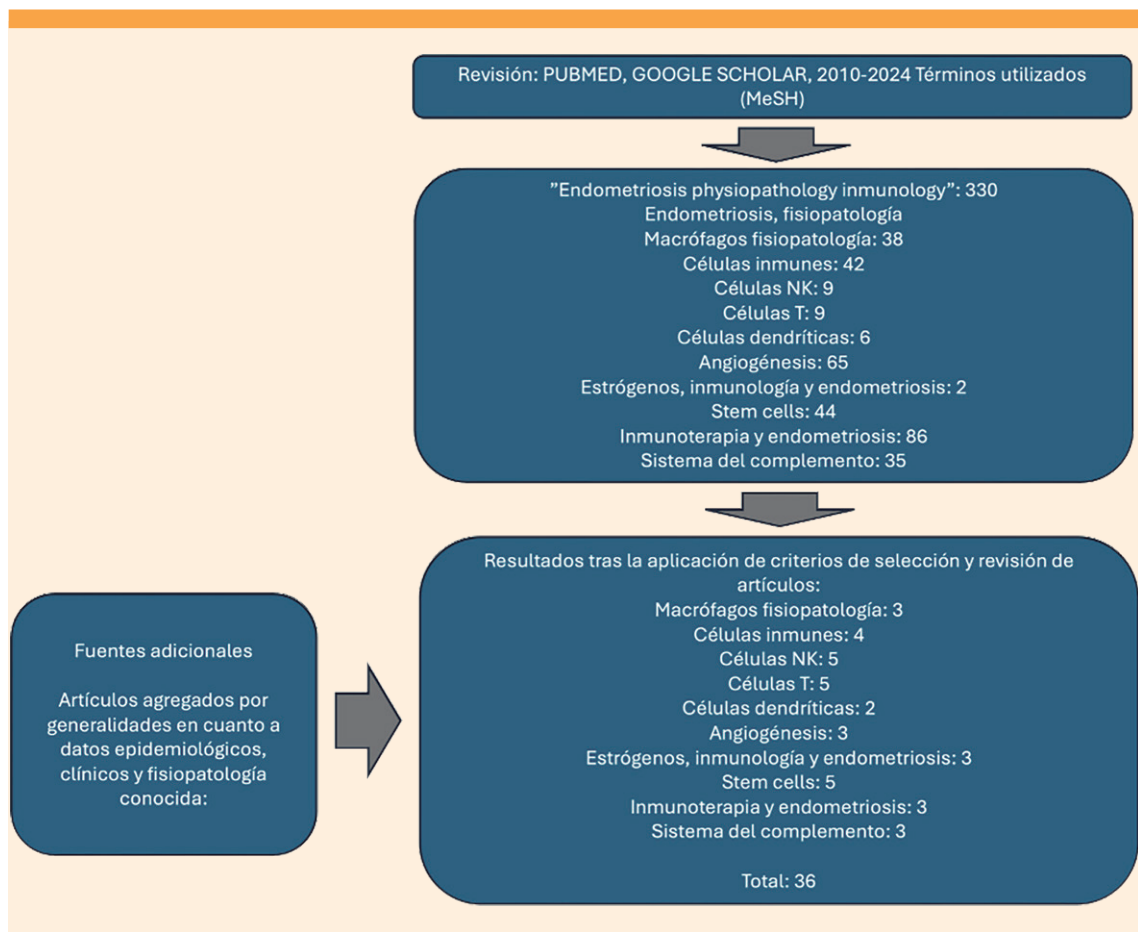 Revisión: PUBMED, GOOGLE SCHOLAR, 2010-2024 Términos utilizados
(MeSH)
”Endometriosis physiopathology inmunology”: 330
Endometriosis, fisiopatología
Macrófagos fisiopatología: 38
Células inmunes: 42
Células NK: 9
Células T: 9
Células dendríticas: 6
Angiogénesis: 65
Estrógenos, inmunología y endometriosis: 2
Stem cells: 44
Inmunoterapia y endometriosis: 86
Sistema del complemento: 35
Fuentes adicionales
Artículos agregados por
generalidades en cuanto a
datos epidemiológicos,
clínicos y fisiopatología
conocida:
Resultados tras la aplicación de criterios de selección y revisión de
artículos:
Macrófagos fisiopatología: 3
Células inmunes: 4
Células NK: 5
Células T: 5
Células dendríticas: 2
Angiogénesis: 3
Estrógenos, inmunología y endometriosis: 3
Stem cells: 5
Inmunoterapia y endometriosis: 3
Sistema del complemento: 3
Total: 36